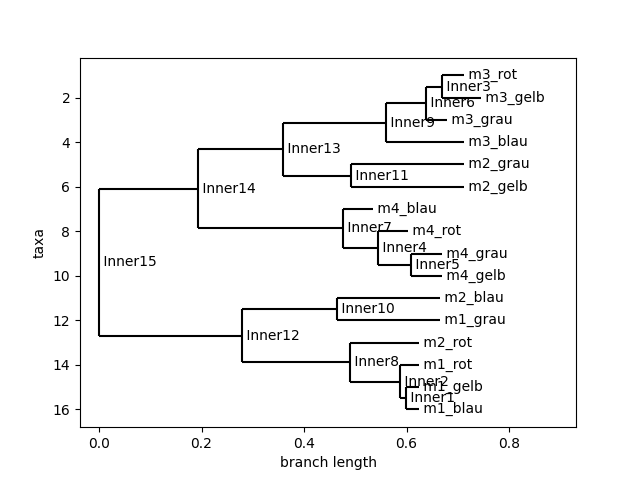 m3_rot
Inner3
m3_gelb
Inner6
m3_grau
Inner9
m3_blau
Inner13
m2_grau
Inner11
m2_gelb
Inner14
m4_blau
Inner7
m4_rot
Inner4
m4_grau
Inner5
m4_gelb
Inner15
m2_blau
Inner10
m1_grau
Inner12
m2_rot
Inner8
m1_rot
Inner2
m1_gelb
Inner1
m1_blau
2
4
6
8
10
12
14
16
taxa
0.0 0.2 0.4 0.6 0.8
branch length